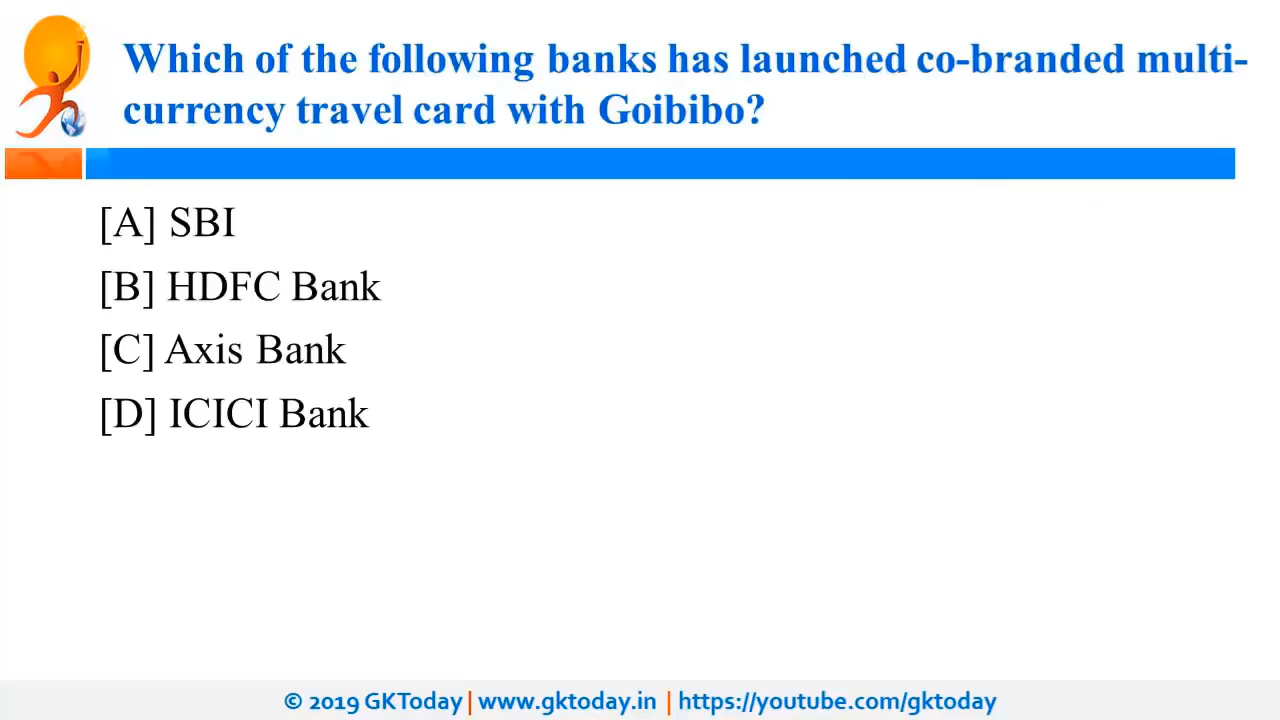 Which of the following banks has launched co-branded multi-
currency travel card with Goibibo?
[A] SBI
[B] HDFC Bank
[C] Axis Bank
[D] ICICI Bank
© 2019 GKToday | www.gktoday.in | https://youtube.com/gktoday